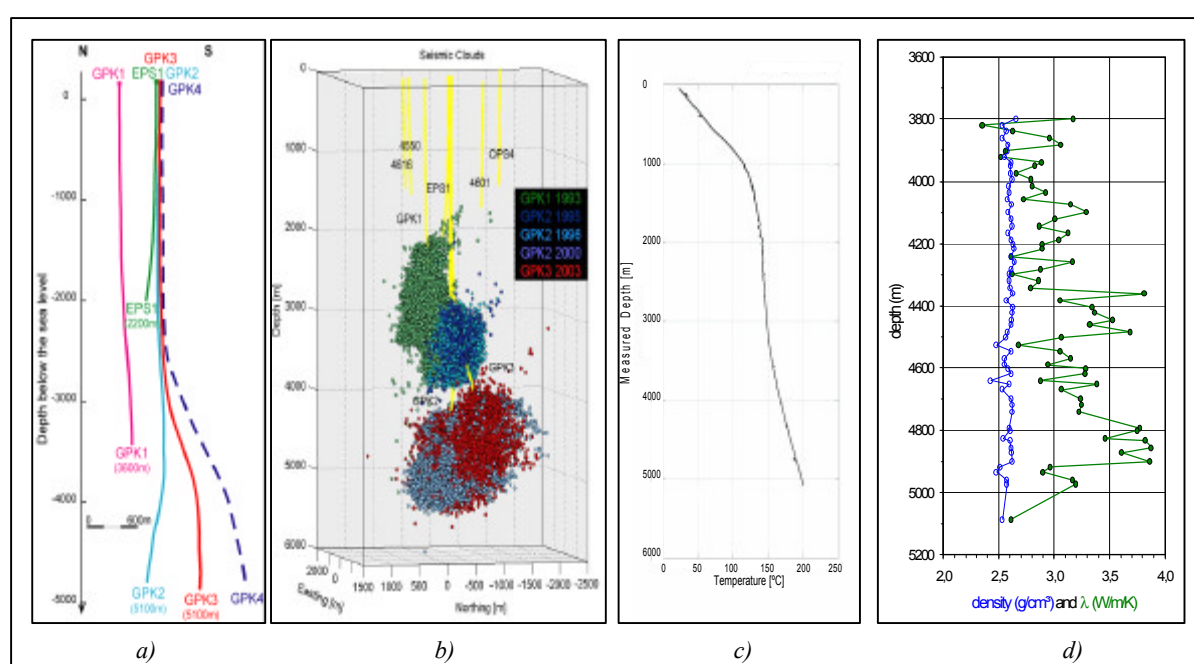 N S
GPK3
GPK1 EPS1 GPK2
GPK4
0
-1000
-2000
-3000
-4000
-5000
Depth below the sea level
EPS1
(2200m)
GPK1
(3600m)
0 600m
GPK2
(5100m)
GPK3
(5100m)
GPK4
a)
Seismic Clouds
0
1000
2000
3000
4000
5000
6000
Depth [m]
4550
4616
EPS1
OPS4
4601
GPK1
GPK1 1993
GPK2 1995
GPK2 1996
GPK2 2000
GPK3 2003
GPK3
2000
0
Easting [m]
1500 1000 500 0 -500 -1000 -1500 -2000 -2500
Northing [m]
b)
0
1000
2000
3000
4000
5000
6000
Measured Depth [m]
0 50 100 150 200 250
Temperature [ºC]
c)
3600
3800
4000
4200
4400
4600
4800
5000
5200
depth (m)
2.0 2.5 3.0 3.5 4.0
density (g/cm³) and λ (W/m/K)
d)